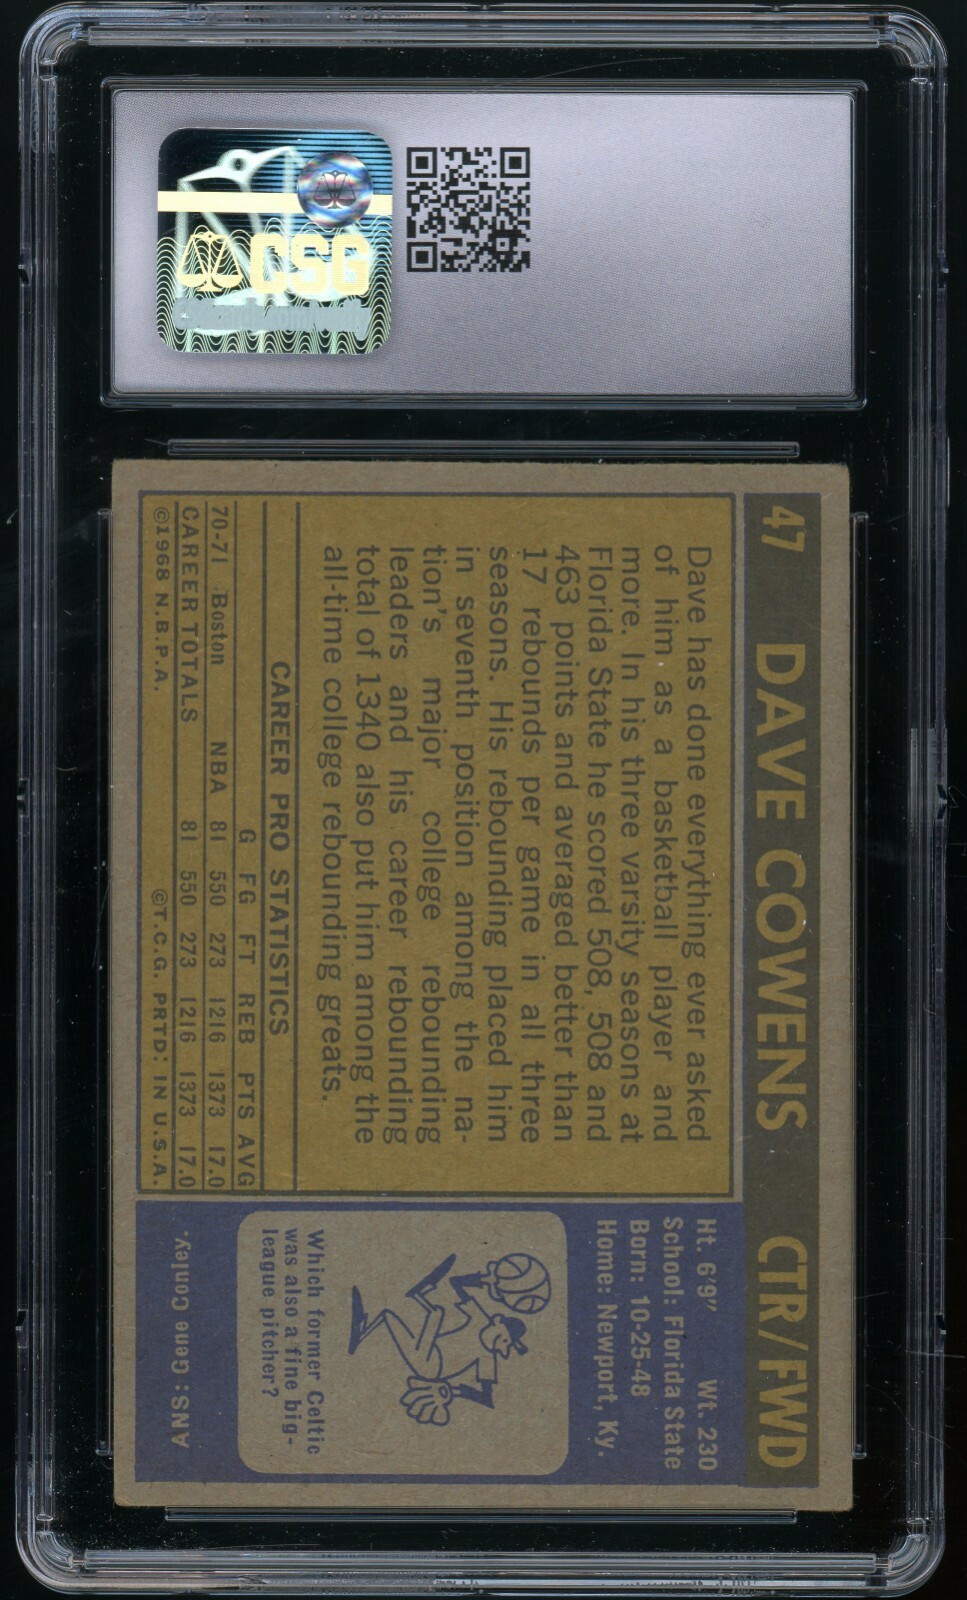 CSG
47 DAVE COWENS CTR/FWD
Dave has done everything ever asked
of him as a basketball player and
more. In his three varsity seasons at
Florida State he scored 508, 508 and
463 points and averaged better than
17 rebounds per game in all three
seasons. His rebounding placed him
in seventh position among the na-
tion's major college rebounding
leaders and his career rebounding
total of 1340 also put him among the
all-time college rebounding greats.
CAREER PRO STATISTICS
G FG FT REB PTS AVG
70-71 Boston NBA 81 550 273 1216 1373 17.0
CAREER TOTALS 81 550 273 1216 1373 17.0
©1968 N.B.P.A. ©T.C.G. PRTD: IN U.S.A.
Ht. 6'9" Wt. 230
School: Florida State
Born: 10-25-48
Home: Newport, Ky.
Which former Celtic
was also a fine big-
league pitcher?
ANS: Gene Conley.